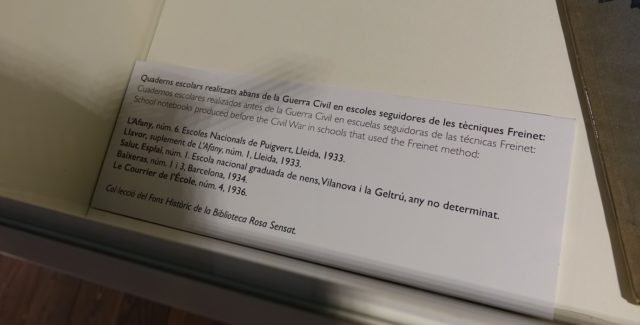 Quaderns escolars realitzats abans de la Guerra Civil en escoles seguidores de les tècniques Freinet:
Cuadernos escolares realizados antes de la Guerra Civil en escuelas seguidoras de las técnicas Freinet:
School notebooks produced before the Civil War in schools that used the Freinet method:
L'Afany, núm. 6. Escoles Nacionals de Puigvert, Lleida, 1933.
Llavor, suplement de L'Afany, núm. 1, Lleida, 1933.
Salut, Esplai, núm. 1. Escola nacional graduada de nens, Vilanova i la Geltrú, any no determinat.
Baixeras, núm. 1 i 3, Barcelona, 1934.
Le Courrier de l'École, núm. 4, 1936.
Col·lecció del Fons Històric de la Biblioteca Rosa Sensat.